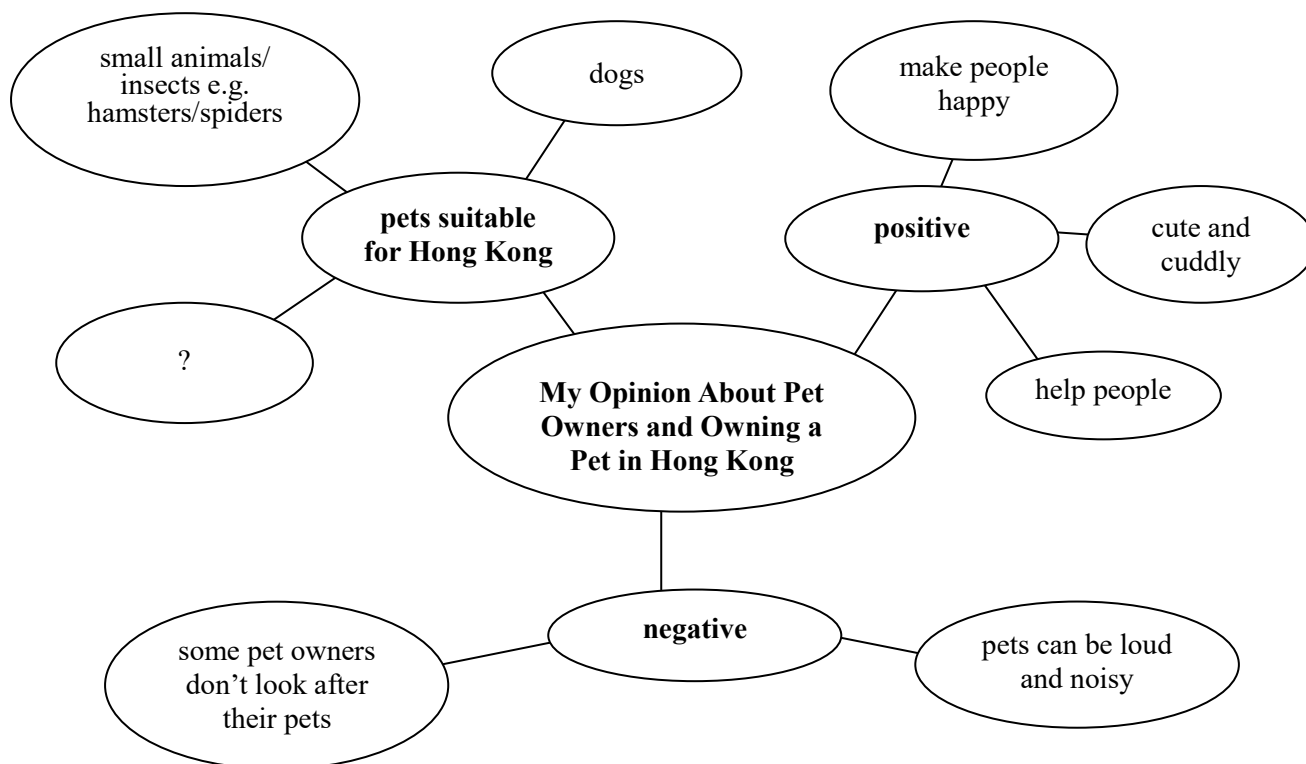 small animals/
insects e.g.
hamsters/spiders
dogs
make people
happy
pets suitable
for Hong Kong
positive
cute and
cuddly
?
My Opinion About Pet
Owners and Owning a
Pet in Hong Kong
help people
negative
some pet owners
don’t look after
their pets
pets can be loud
and noisy